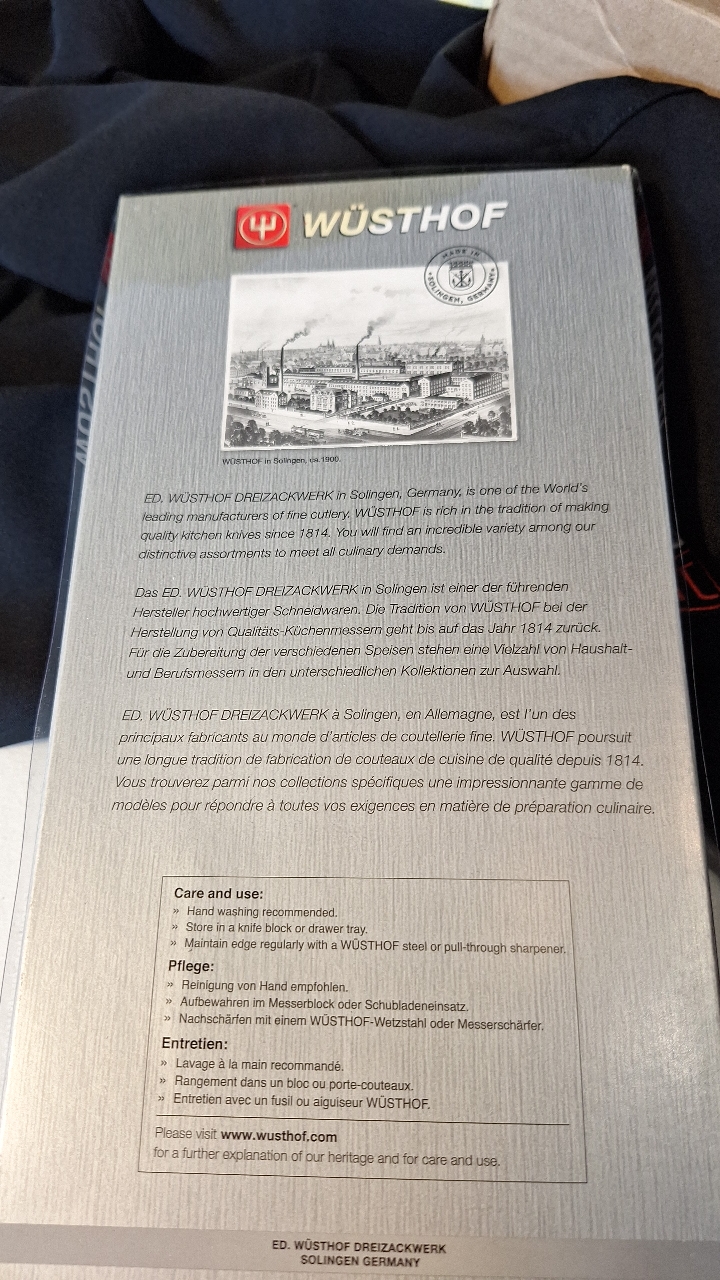 WÜSTHOF
MADE IN
SOLINGEN, GERMANY
WÜSTHOF in Solingen, ca.1900.
ED. WÜSTHOF DREIZACKWERK in Solingen, Germany, is one of the World's
leading manufacturers of fine cutlery. WÜSTHOF is rich in the tradition of making
quality kitchen knives since 1814. You will find an incredible variety among our
distinctive assortments to meet all culinary demands.
Das ED. WÜSTHOF DREIZACKWERK in Solingen ist einer der führenden
Hersteller hochwertiger Schneidwaren. Die Tradition von WÜSTHOF bei der
Herstellung von Qualitäts-Küchenmessern geht bis auf das Jahr 1814 zurück.
Für die Zubereitung der verschiedenen Speisen stehen eine Vielzahl von Haushalt-
und Berufsmessern in den unterschiedlichen Kollektionen zur Auswahl.
ED. WÜSTHOF DREIZACKWERK à Solingen, en Allemagne, est l'un des
principaux fabricants au monde d'articles de coutellerie fine. WÜSTHOF poursuit
une longue tradition de fabrication de couteaux de cuisine de qualité depuis 1814.
Vous trouverez parmi nos collections spécifiques une impressionnante gamme de
modèles pour répondre à toutes vos exigences en matière de préparation culinaire.
Care and use:
» Hand washing recommended.
» Store in a knife block or drawer tray.
» Maintain edge regularly with a WÜSTHOF steel or pull-through sharpener.
Pflege:
» Reinigung von Hand empfohlen.
» Aufbewahren im Messerblock oder Schubladeneinsatz.
» Nachschärfen mit einem WÜSTHOF-Wetzstahl oder Messerschärfer.
Entretien:
» Lavage à la main recommandé.
» Rangement dans un bloc ou porte-couteaux.
» Entretien avec un fusil ou aiguiseur WÜSTHOF.
Please visit www.wusthof.com
for a further explanation of our heritage and for care and use.
ED. WÜSTHOF DREIZACKWERK
SOLINGEN GERMANY
WÜSTHOF